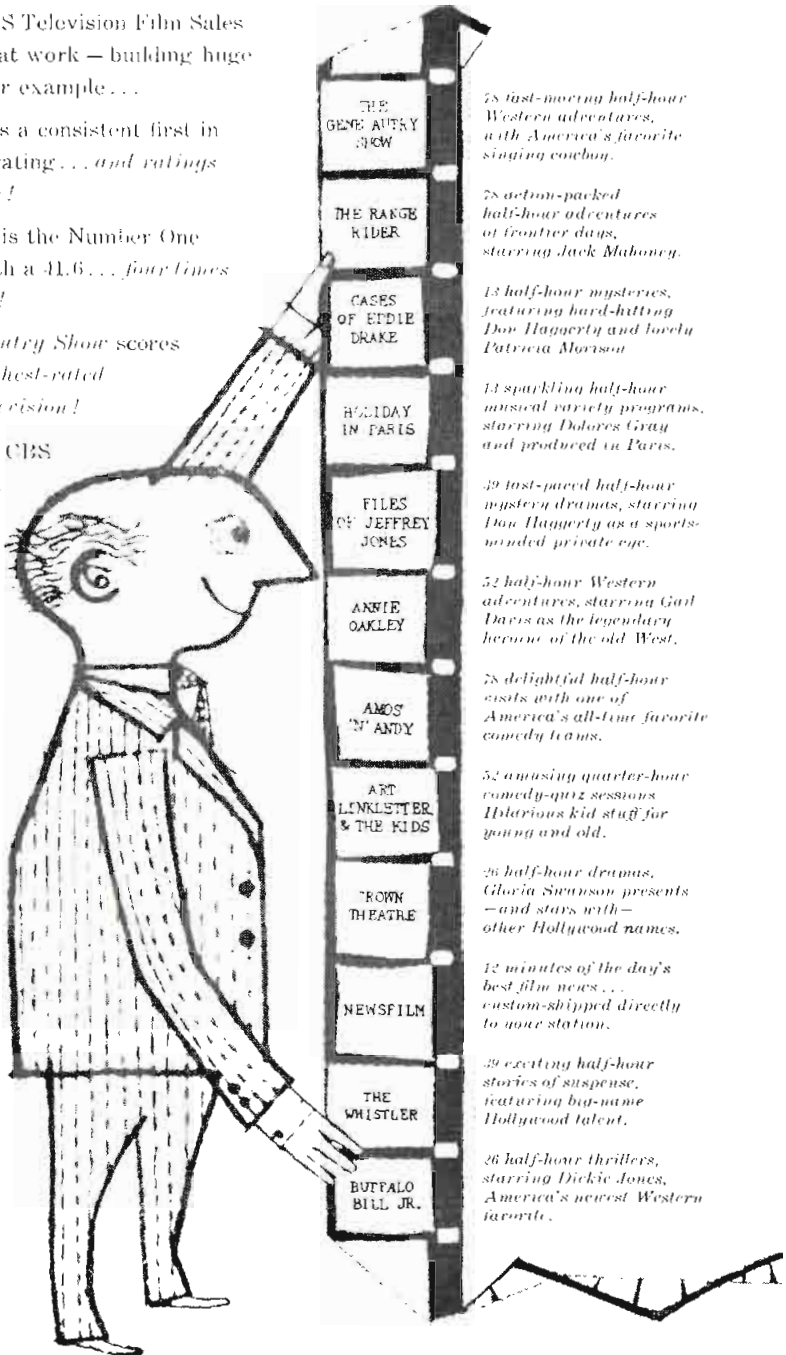 S Television Film Sales
at work — building huge
r example...
s a consistent first in
ating... and ratings
!
is the Number One
h a 41.6... four times
!
utry Show scores
hest-rated
rision!
CBS
THE
GENE AUTRY
SHOW
78 fast-moving half-hour
Western adventures,
with America's favorite
singing cowboy.
THE RANGE
RIDER
78 action-packed
half-hour adventures
of frontier days,
starring Jack Mahoney.
CASES
OF EDDIE
DRAKE
13 half-hour mysteries,
featuring hard-hitting
Don Haggerty and lovely
Patricia Morison
HOLIDAY
IN PARIS
13 sparkling half-hour
musical variety programs,
starring Dolores Gray
and produced in Paris.
FILES
OF JEFFREY
JONES
39 fast-paced half-hour
mystery dramas, starring
Don Haggerty as a sports-
minded private eye.
ANNIE
OAKLEY
52 half-hour Western
adventures, starring Gail
Davis as the legendary
heroine of the old West.
AMOS
'N' ANDY
78 delightful half-hour
visits with one of
America's all-time favorite
comedy teams.
ART
LINKLETTER
& THE KIDS
52 amusing quarter-hour
comedy-quiz sessions
Hilarious kid stuff for
young and old.
CROWN
THEATRE
26 half-hour dramas,
Gloria Swanson presents
—and stars with—
other Hollywood names.
NEWSFILM
12 minutes of the day's
best film news...
custom-shipped directly
to your station.
THE
WHISTLER
39 exciting half-hour
stories of suspense,
featuring big-name
Hollywood talent.
BUFFALO
BILL JR.
26 half-hour thrillers,
starring Dickie Jones,
America's newest Western
favorite.